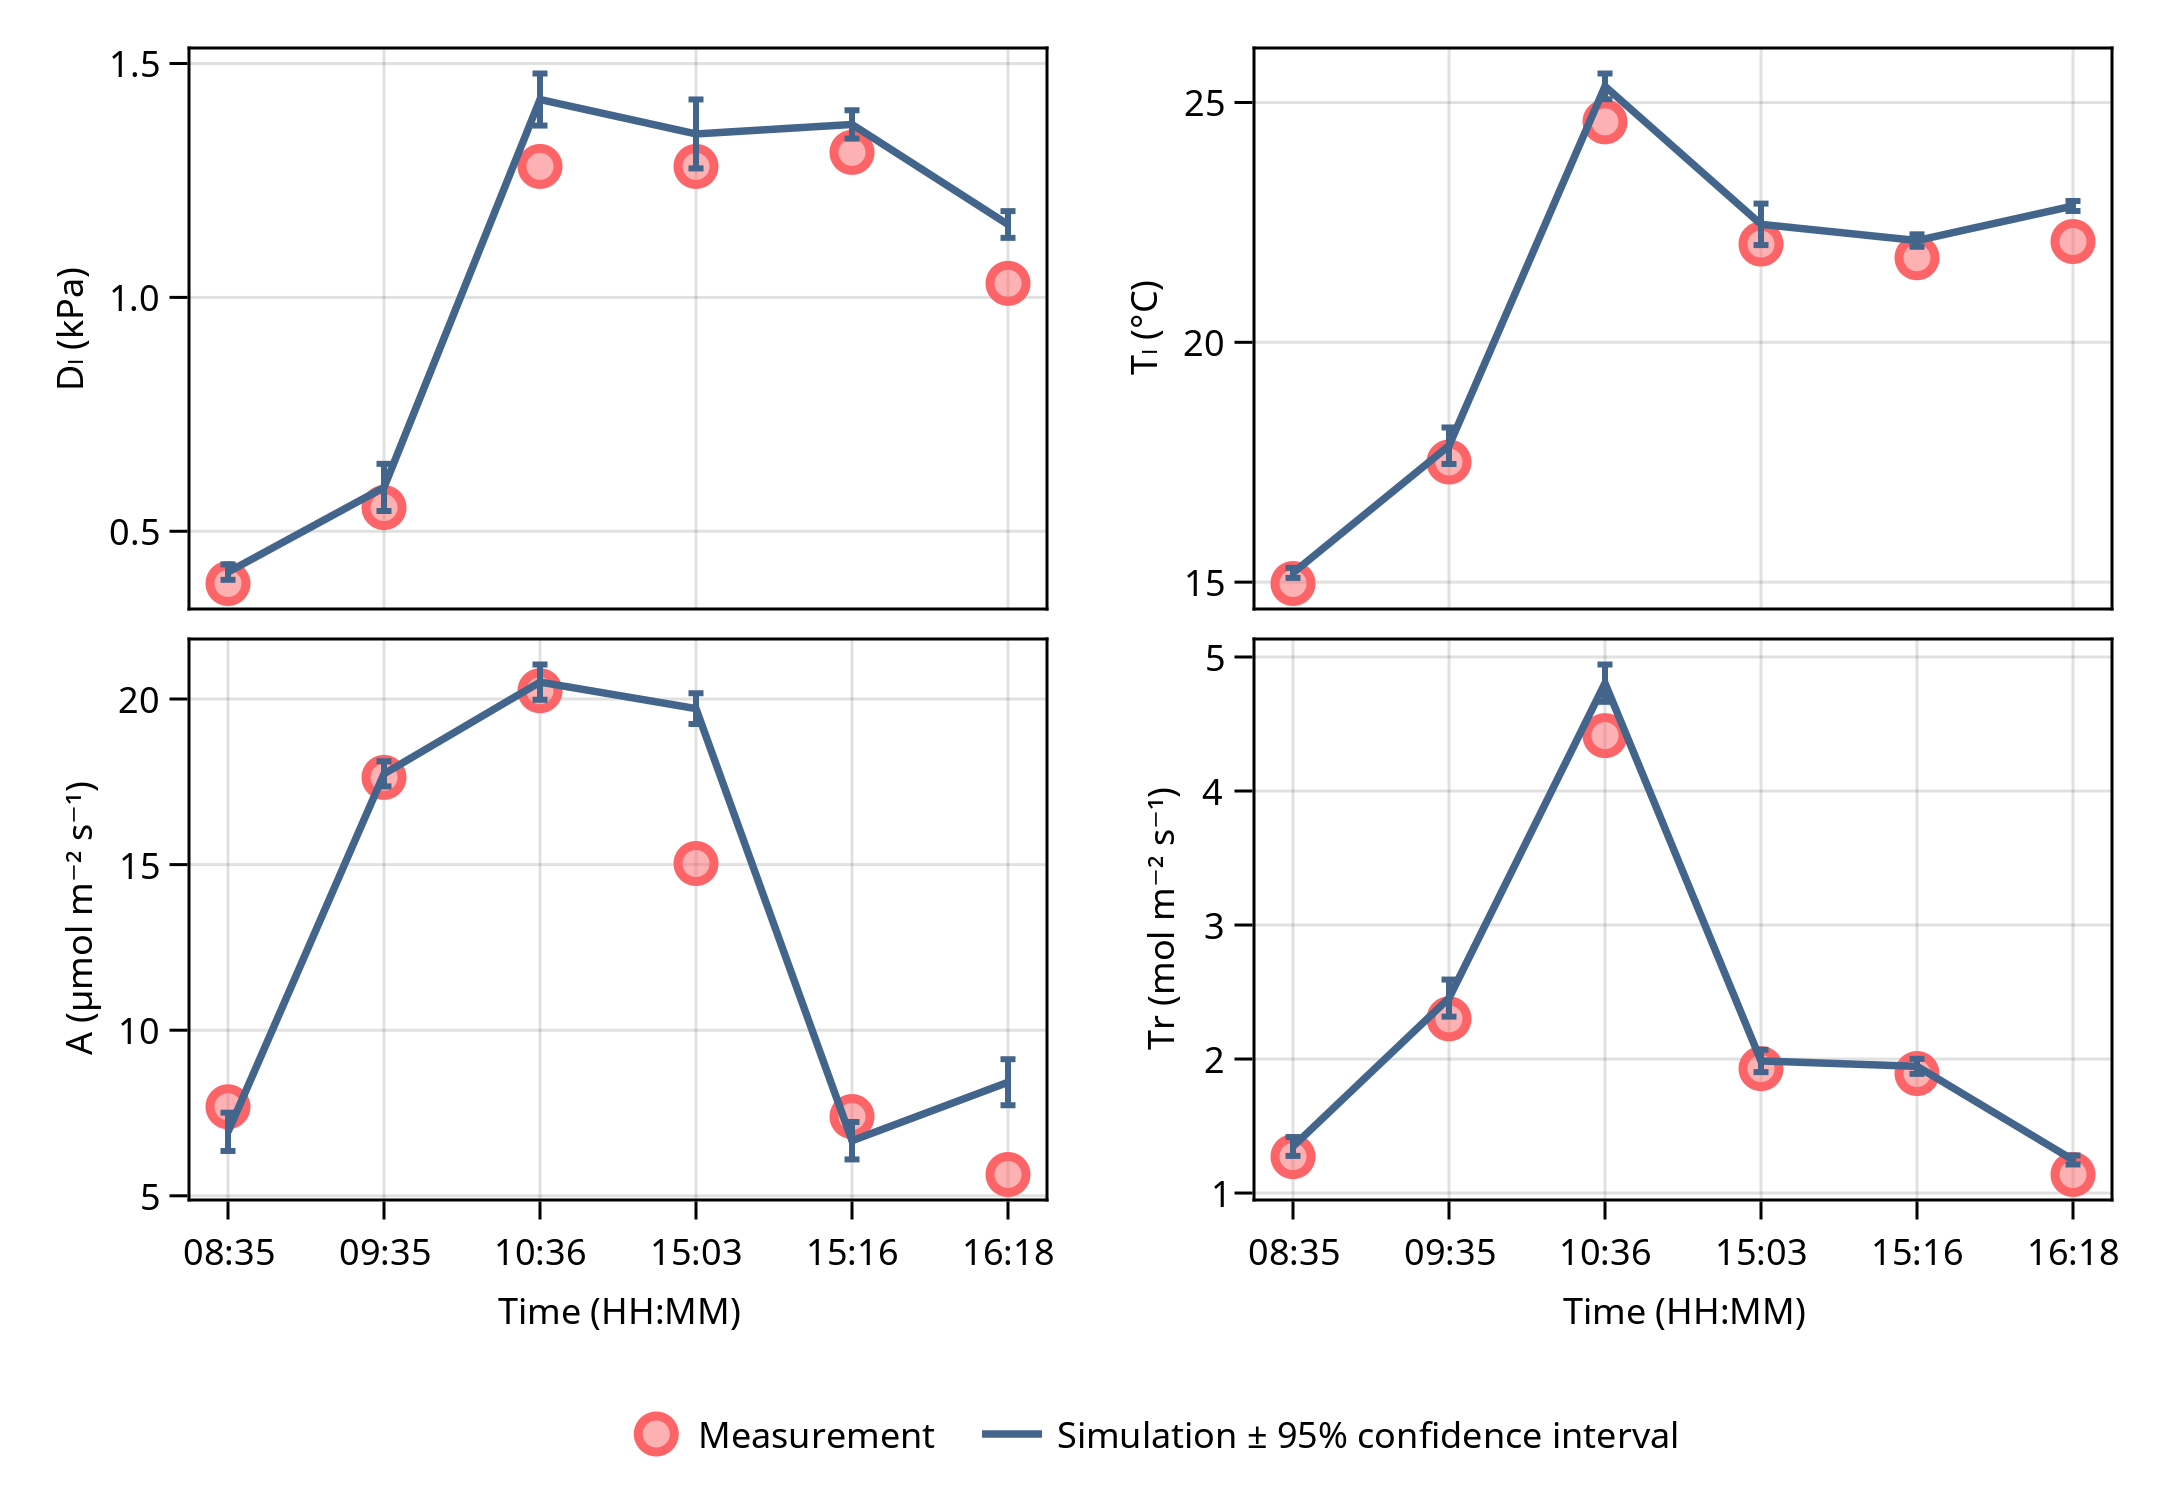 1.5
1.0
0.5
Dₗ (kPa)
25
20
15
Tₗ (°C)
20
15
10
5
A (μmol m⁻² s⁻¹)
08:35 09:35 10:36 15:03 15:16 16:18
Time (HH:MM)
5
4
3
2
1
Tr (mol m⁻² s⁻¹)
08:35 09:35 10:36 15:03 15:16 16:18
Time (HH:MM)
Measurement Simulation ± 95% confidence interval